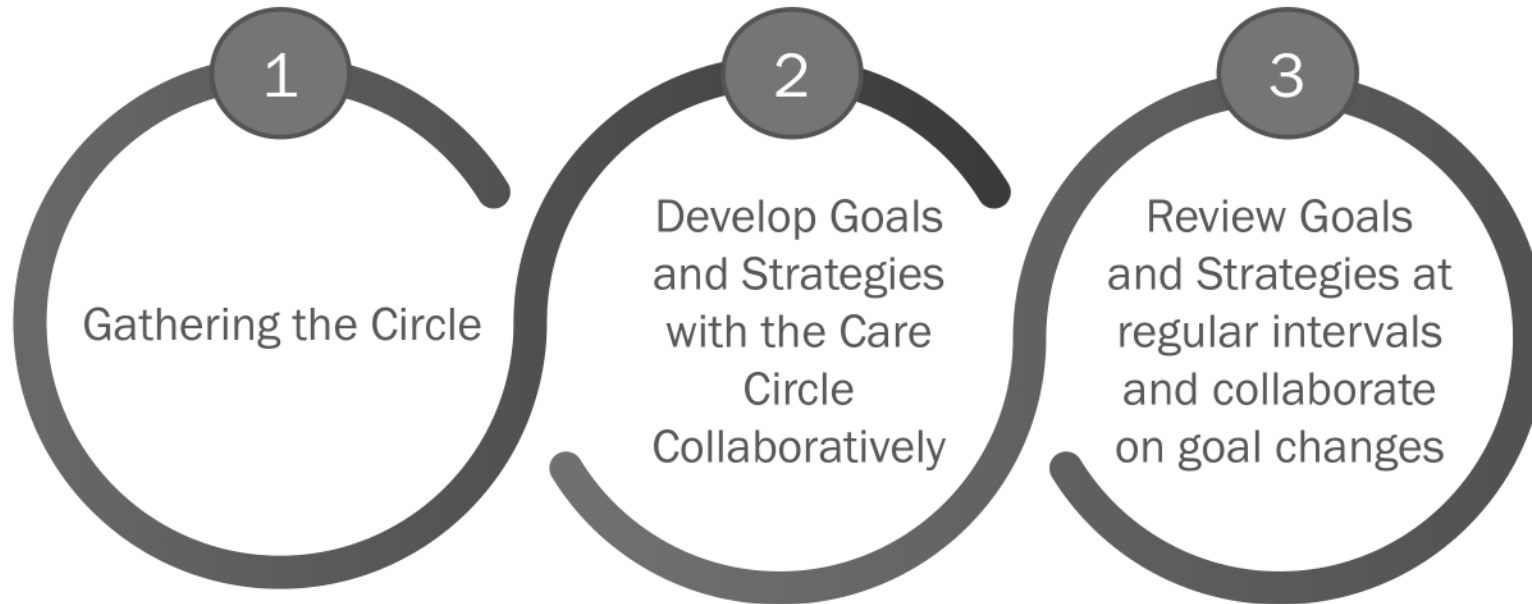 1
Gathering the Circle
2
Develop Goals
and Strategies
with the Care
Circle
Collaboratively
3
Review Goals
and Strategies at
regular intervals
and collaborate
on goal changes